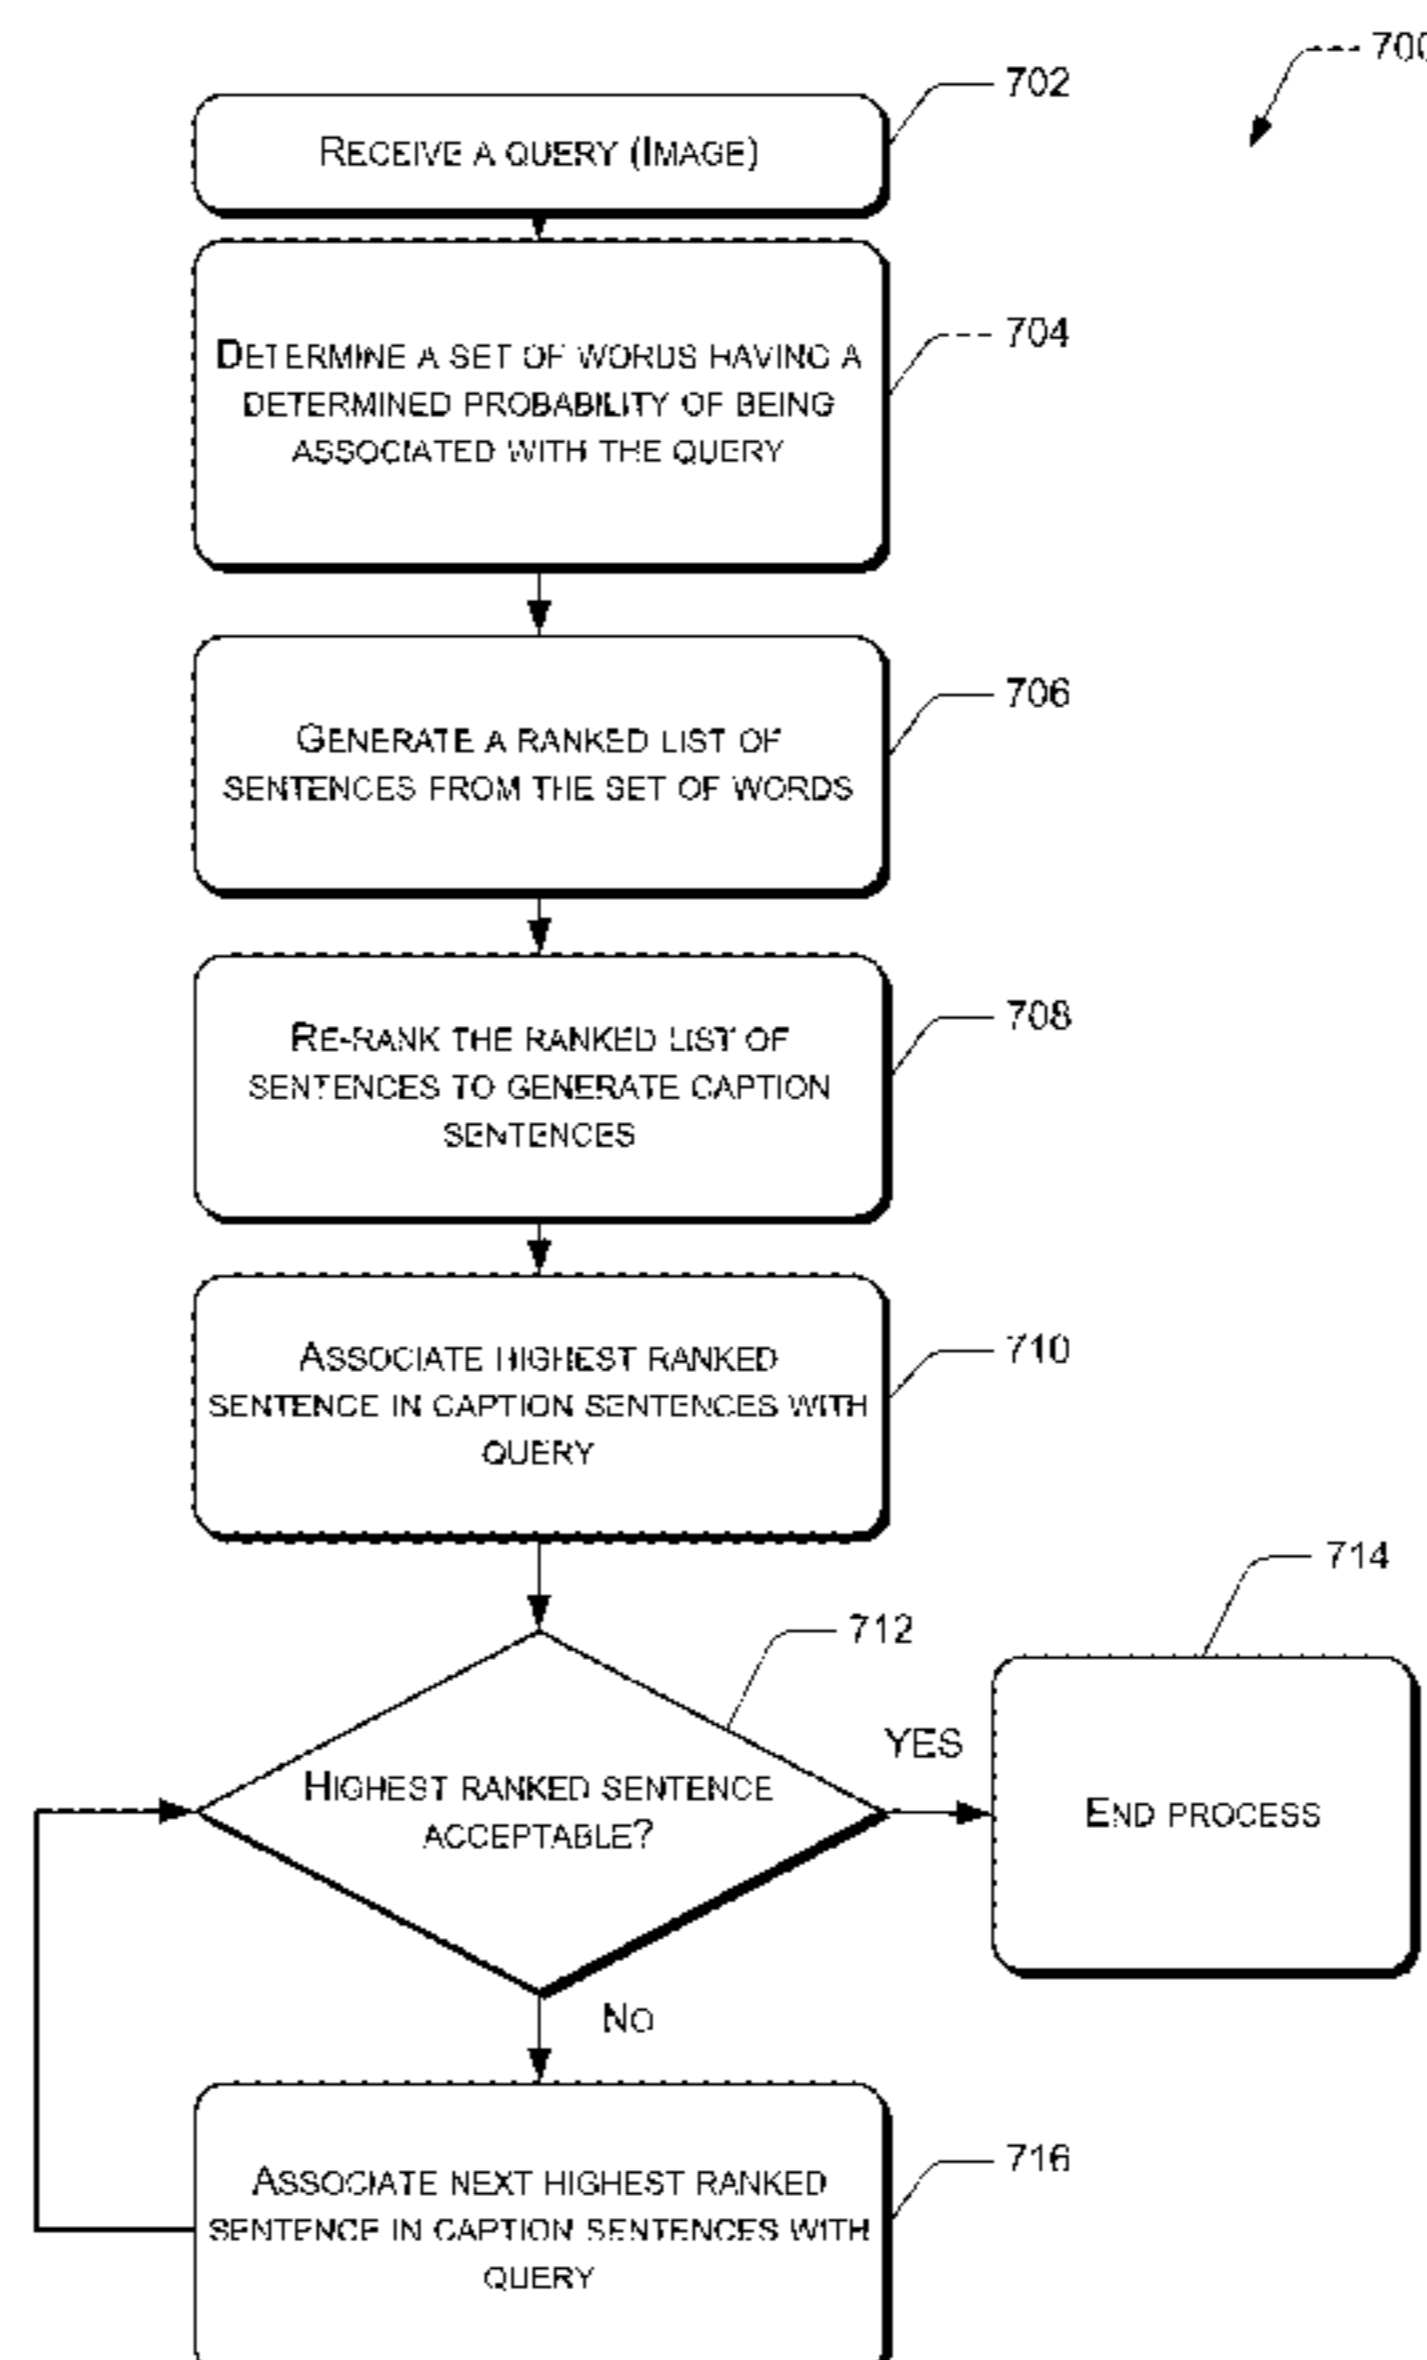 700
702
RECEIVE A QUERY (IMAGE)
704
DETERMINE A SET OF WORDS HAVING A
DETERMINED PROBABILITY OF BEING
ASSOCIATED WITH THE QUERY
706
GENERATE A RANKED LIST OF
SENTENCES FROM THE SET OF WORDS
708
RE-RANK THE RANKED LIST OF
SENTENCES TO GENERATE CAPTION
SENTENCES
710
ASSOCIATE HIGHEST RANKED
SENTENCE IN CAPTION SENTENCES WITH
QUERY
712
HIGHEST RANKED SENTENCE
ACCEPTABLE?
YES
714
END PROCESS
NO
716
ASSOCIATE NEXT HIGHEST RANKED
SENTENCE IN CAPTION SENTENCES WITH
QUERY